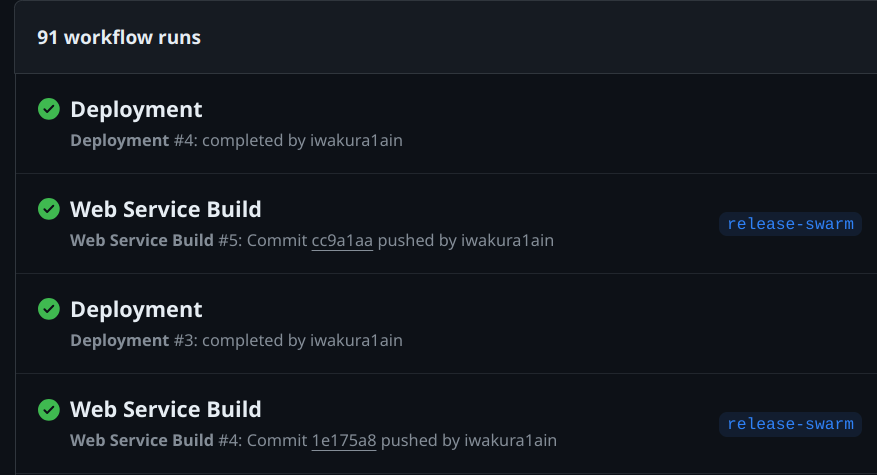 91 workflow runs
Deployment
Deployment #4: completed by iwakura1ain
Web Service Build
Web Service Build #5: Commit cc9a1aa pushed by iwakura1ain
release-swarm
Deployment
Deployment #3: completed by iwakura1ain
Web Service Build
Web Service Build #4: Commit 1e175a8 pushed by iwakura1ain
release-swarm